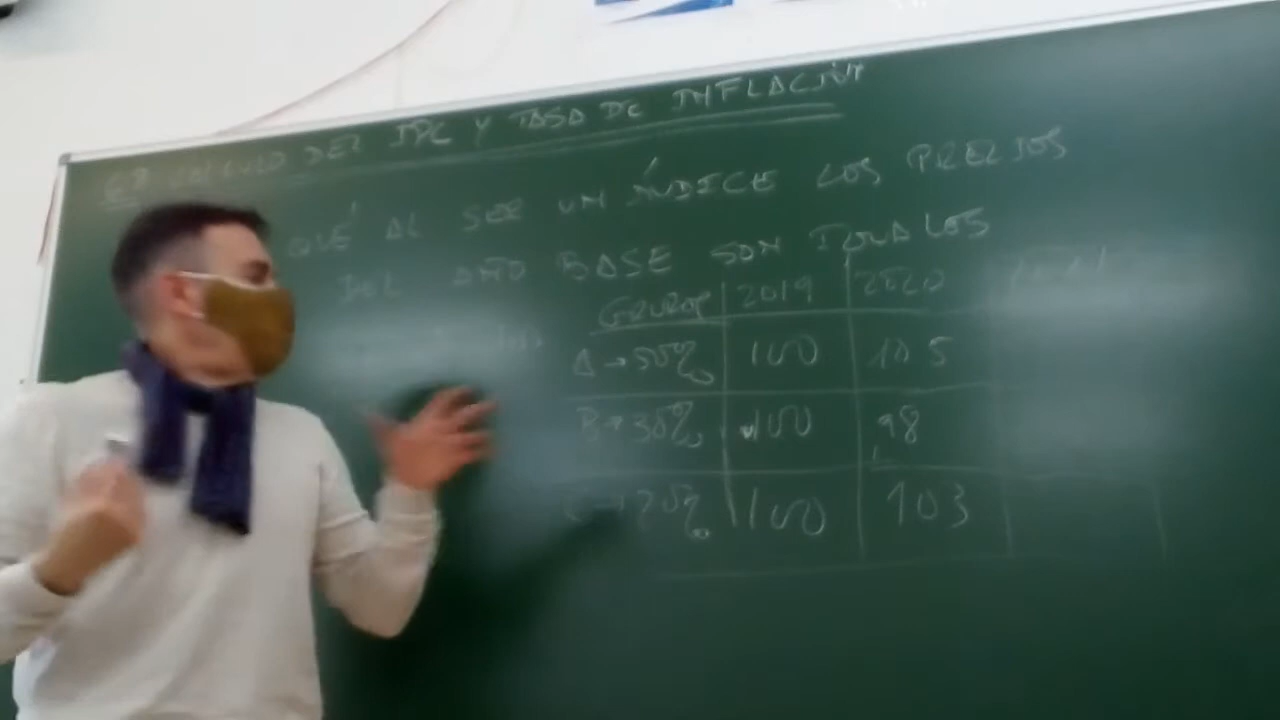 CÁLCULO DEL IPC Y TASA DE INFLACIÓN
QUÉ AL SER UN ÍNDICE LOS PRECIOS
DEL AÑO BASE SON IGUALES
GRUPOS 2019 2020
A → 50% 100 105
B → 30% 100 98
C → 20% 100 103